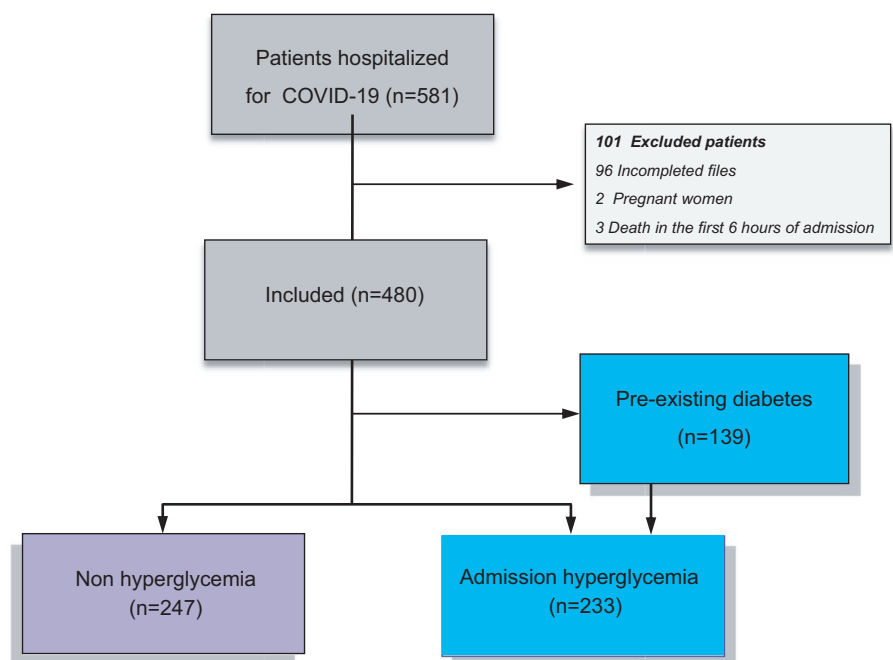 Patients hospitalized
for COVID-19 (n=581)
101 Excluded patients
96 Incompleted files
2 Pregnant women
3 Death in the first 6 hours of admission
Included (n=480)
Pre-existing diabetes
(n=139)
Non hyperglycemia
(n=247)
Admission hyperglycemia
(n=233)